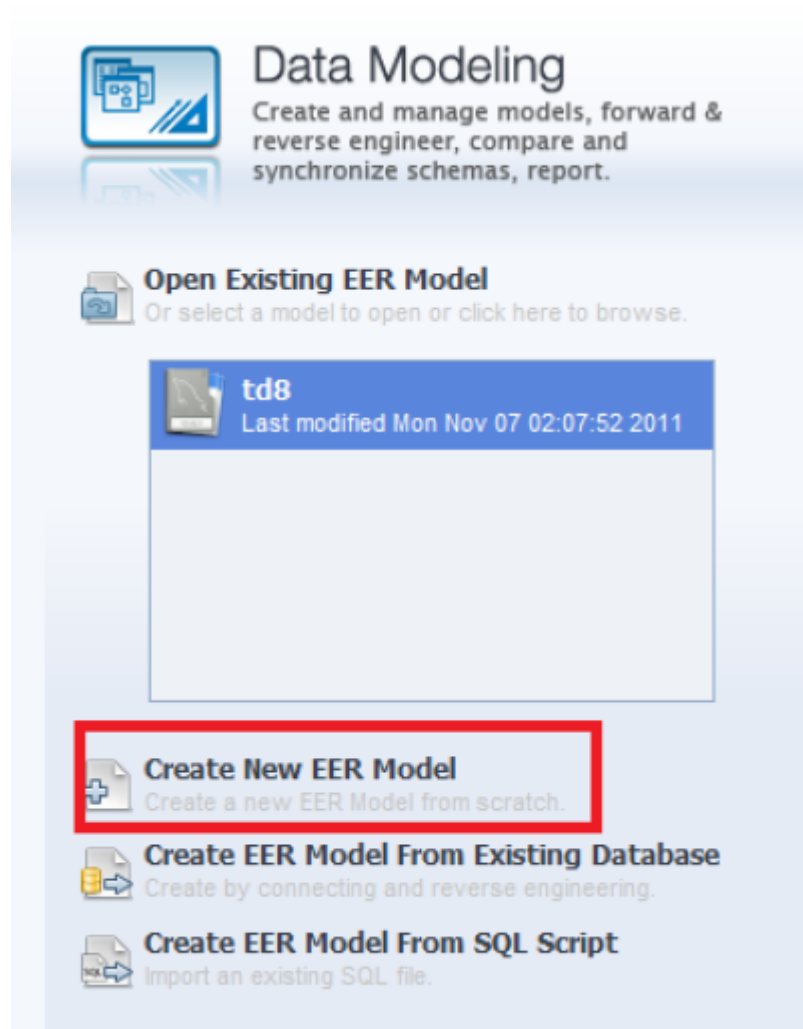 Data Modeling
Create and manage models, forward &
reverse engineer, compare and
synchronize schemas, report.
Open Existing EER Model
Or select a model to open or click here to browse.
td8
Last modified Mon Nov 07 02:07:52 2011
Create New EER Model
Create a new EER Model from scratch.
Create EER Model From Existing Database
Create by connecting and reverse engineering.
Create EER Model From SQL Script
Import an existing SQL file.